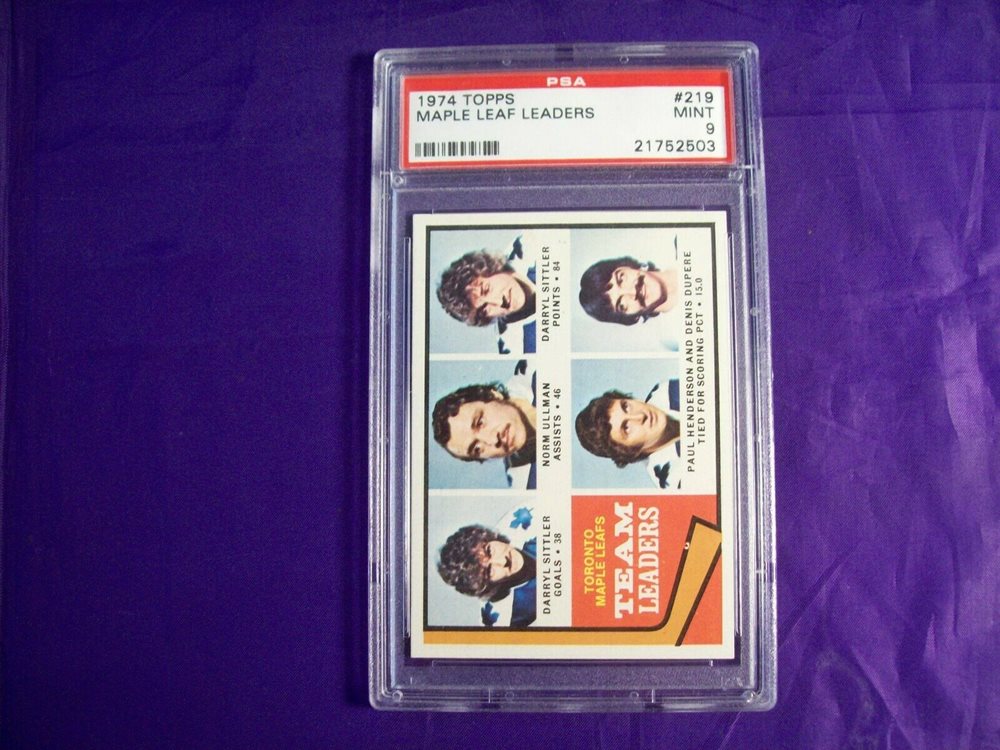 PSA
1974 TOPPS #219
MAPLE LEAF LEADERS MINT
9
21752503
DARRYL SITTLER
GOALS • 38
NORM ULLMAN
ASSISTS • 46
DARRYL SITTLER
POINTS • 84
TORONTO
MAPLE LEAFS
TEAM
LEADERS
PAUL HENDERSON AND DENIS DUPERE
TIED FOR SCORING PCT • 15.0